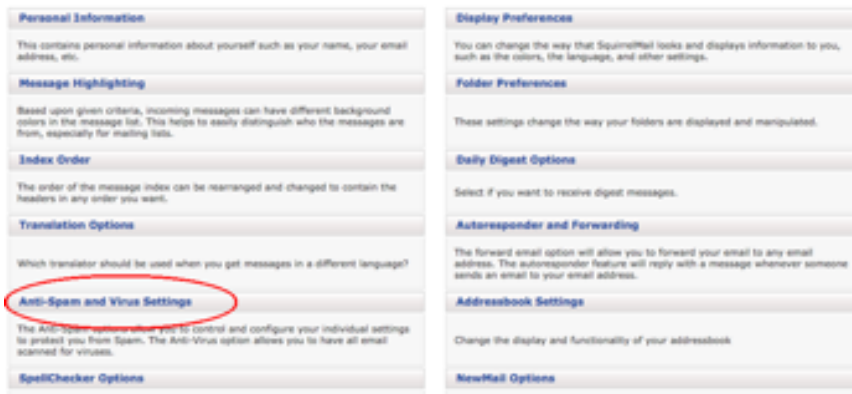 Personal Information
This contains personal information about yourself such as your name, your email
address, etc.
Message Highlighting
Based upon given criteria, incoming messages can have different background
colors in the message list. This helps to easily distinguish who the messages are
from, especially for mailing lists.
Index Order
The order of the message index can be rearranged and changed to contain the
headers in any order you want.
Translation Options
Which translator should be used when you get messages in a different language?
Anti-Spam and Virus Settings
The Anti-Spam options allow you to control and configure your individual settings
to protect you from Spam. The Anti-Virus option allows you to have all email
scanned for viruses.
SpellChecker Options
Display Preferences
You can change the way that SquirrelMail looks and displays information to you,
such as the colors, the language, and other settings.
Folder Preferences
These settings change the way your folders are displayed and manipulated.
Daily Digest Options
Select if you want to receive digest messages.
Autoresponder and Forwarding
The forward email option will allow you to forward your email to any email
address. The autoresponder feature will reply with a message whenever someone
sends an email to your email address.
Addressbook Settings
Change the display and functionality of your addressbook
NewMail Options